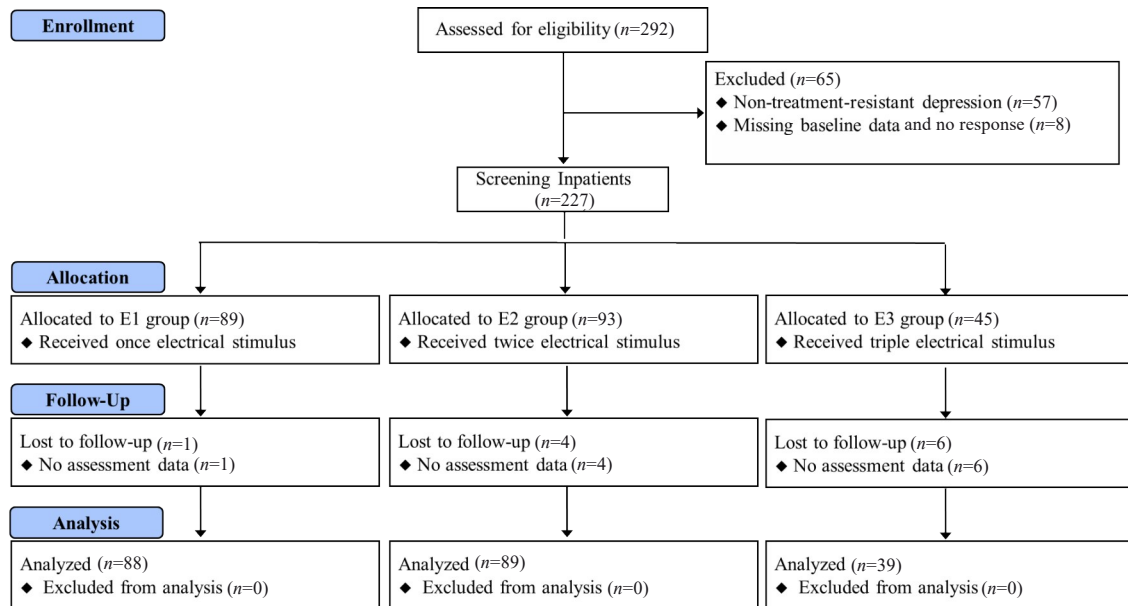 Enrollment
Assessed for eligibility (n=292)
Excluded (n=65)
◆ Non-treatment-resistant depression (n=57)
◆ Missing baseline data and no response (n=8)
Screening Inpatients
(n=227)
Allocation
Allocated to E1 group (n=89)
◆ Received once electrical stimulus
Allocated to E2 group (n=93)
◆ Received twice electrical stimulus
Allocated to E3 group (n=45)
◆ Received triple electrical stimulus
Follow-Up
Lost to follow-up (n=1)
◆ No assessment data (n=1)
Lost to follow-up (n=4)
◆ No assessment data (n=4)
Lost to follow-up (n=6)
◆ No assessment data (n=6)
Analysis
Analyzed (n=88)
◆ Excluded from analysis (n=0)
Analyzed (n=89)
◆ Excluded from analysis (n=0)
Analyzed (n=39)
◆ Excluded from analysis (n=0)